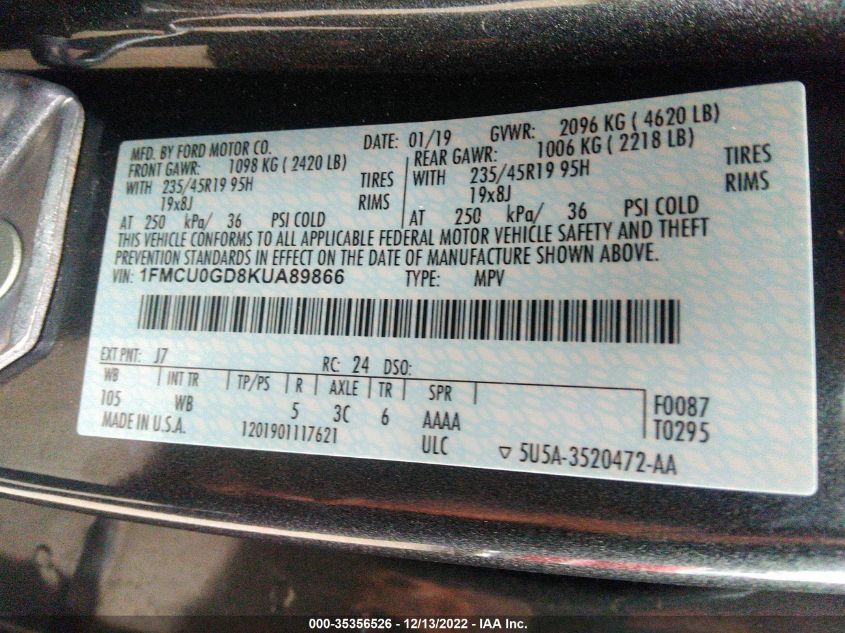 MFD. BY FORD MOTOR CO. DATE: 01/19 GVWR: 2096 KG ( 4620 LB)
FRONT GAWR: 1098 KG ( 2420 LB) REAR GAWR: 1006 KG ( 2218 LB)
WITH 235/45R19 95H TIRES WITH 235/45R19 95H TIRES
19x8J RIMS 19x8J RIMS
AT 250 kPa/ 36 PSI COLD AT 250 kPa/ 36 PSI COLD
THIS VEHICLE CONFORMS TO ALL APPLICABLE FEDERAL MOTOR VEHICLE SAFETY AND THEFT
PREVENTION STANDARDS IN EFFECT ON THE DATE OF MANUFACTURE SHOWN ABOVE.
VIN: 1FMCU0GD8KUA89866 TYPE: MPV
EXT PNT: J7 RC: 24 DSO:
WB INT TR TP/PS R AXLE TR SPR
105 WB 5 3C 6 AAAA F0087
MADE IN U.S.A. 1201901117621 ULC T0295
▽ 5U5A-3520472-AA
000-35356526 - 12/13/2022 - IAA Inc.